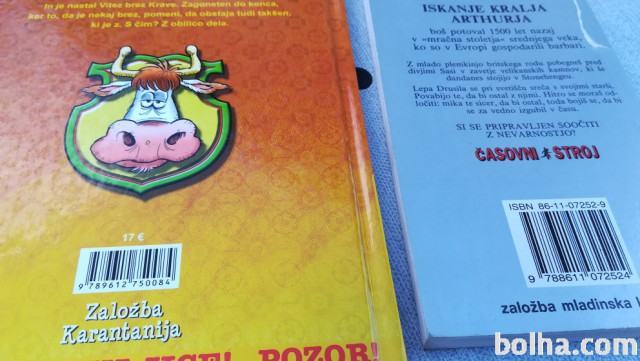 In je nastal Vitez brez Krave. Zagoneten do konca,
ker to, da je nekaj brez, pomeni, da obstaja tudi takšen,
ki je z. S čim? Z obilico dela.
17 €
9 789612 750084
Založba
Karantanija
POZOR!
ISKANJE KRALJA
ARTHURJA
boš potoval 1500 let nazaj
v »mračna stoletja« srednjega veka,
ko so v Evropi gospodarili barbari.
Z mlado plemkinjo britskega rodu pobegneš pred
divjimi Sasi v zavetje velikanskih kamnov, ki še
dandanes stojijo v Stonehengeu.
Lepa Drusila se pri svetišču sreča s svojimi starši.
Povabijo te, da bi ostal z njimi. Hitro se moraš od-
ločiti: mika te sicer, da bi ostal, toda bojiš se, da bi
se za vedno izgubil v času.
SI SE PRIPRAVLJEN SOOČITI
Z NEVARNOSTJO?
ČASOVNI STROJ
ISBN 86-11-07252-9
9 788611 072524
založba mladinska
bolha.com